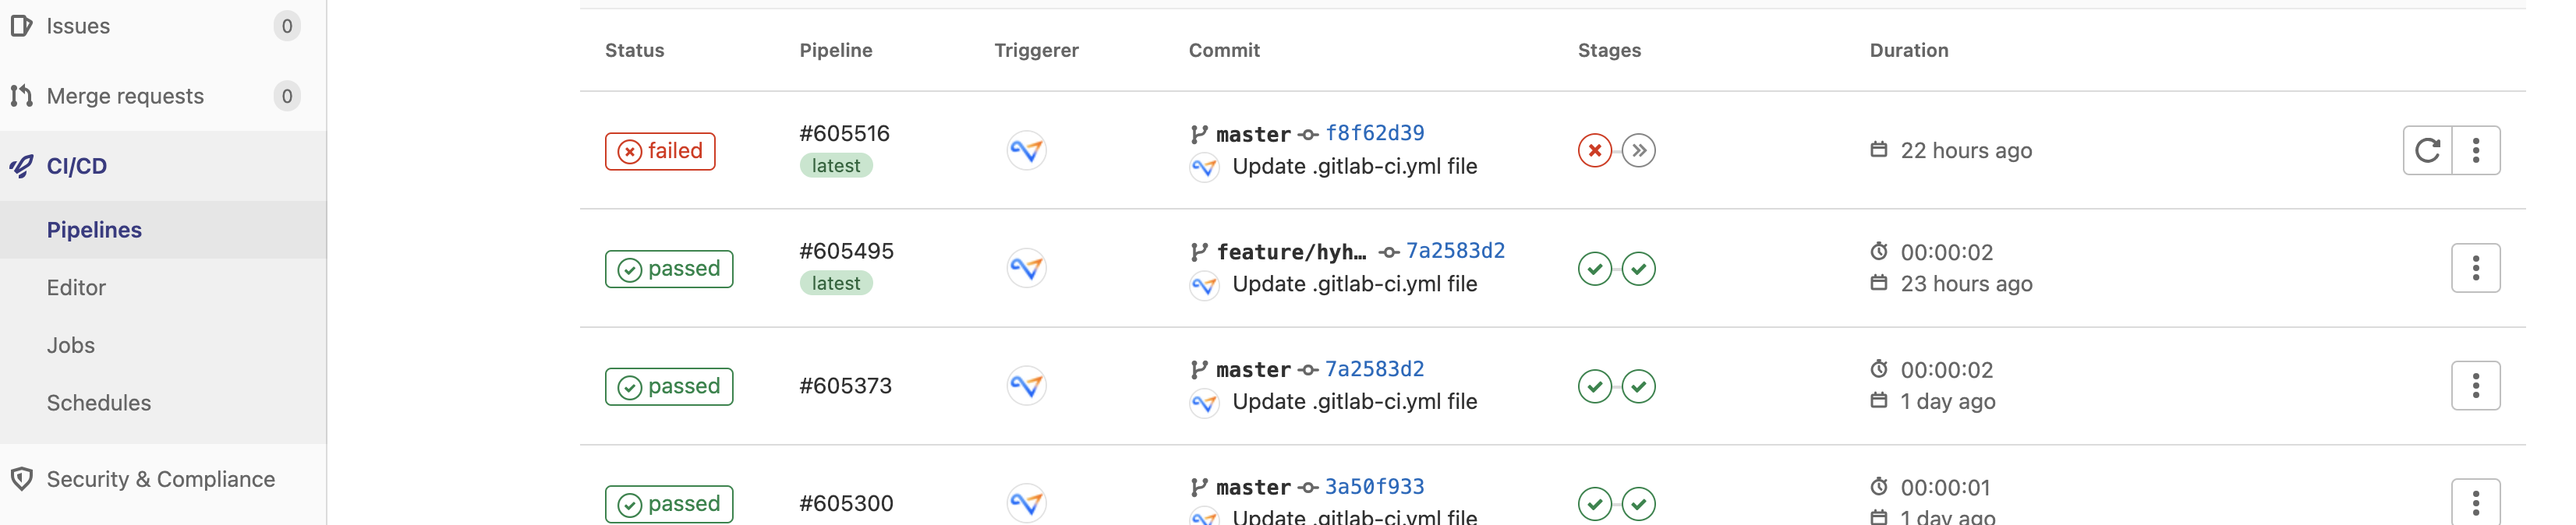 Issues 0
Merge requests 0
CI/CD
Pipelines
Editor
Jobs
Schedules
Security & Compliance
Status Pipeline Triggerer Commit Stages Duration
failed #605516 master f8f62d39 22 hours ago
latest Update .gitlab-ci.yml file
passed #605495 feature/hyh… 7a2583d2 00:00:02
latest Update .gitlab-ci.yml file 23 hours ago
passed #605373 master 7a2583d2 00:00:02
Update .gitlab-ci.yml file 1 day ago
passed #605300 master 3a50f933 00:00:01
Update .gitlab-ci.yml file 1 day ago